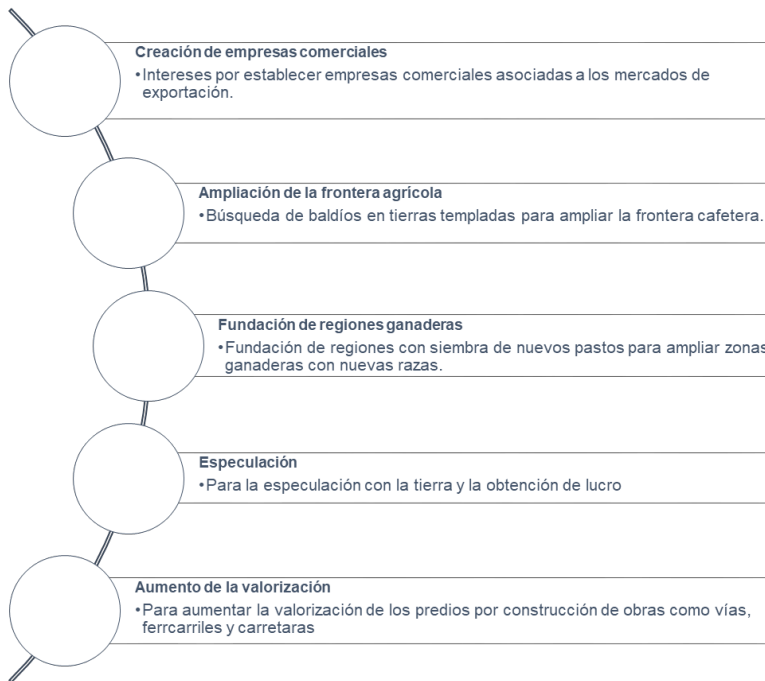 Creación de empresas comerciales
•Intereses por establecer empresas comerciales asociadas a los mercados de
exportación.
Ampliación de la frontera agrícola
•Búsqueda de baldíos en tierras templadas para ampliar la frontera cafetera.
Fundación de regiones ganaderas
•Fundación de regiones con siembra de nuevos pastos para ampliar zonas
ganaderas con nuevas razas.
Especulación
•Para la especulación con la tierra y la obtención de lucro
Aumento de la valorización
•Para aumentar la valorización de los predios por construcción de obras como vías,
ferrcarriles y carretaras